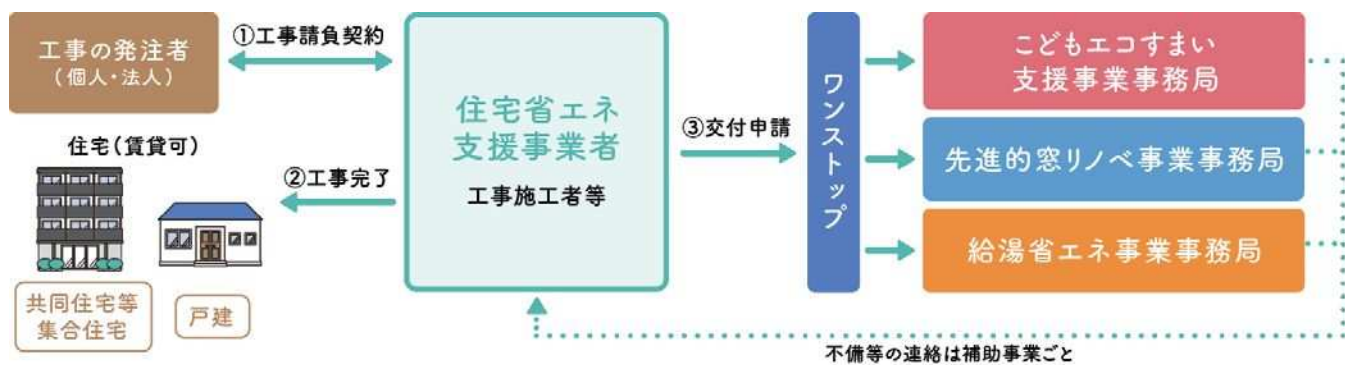 工事の発注者
(個人・法人)
①工事請負契約
住宅(賃貸可)
②工事完了
共同住宅等
集合住宅
戸建
住宅省エネ
支援事業者
工事施工者等
③交付申請
ワンストップ
こどもエコすまい
支援事業事務局
先進的窓リノベ事業事務局
給湯省エネ事業事務局
不備等の連絡は補助事業ごと